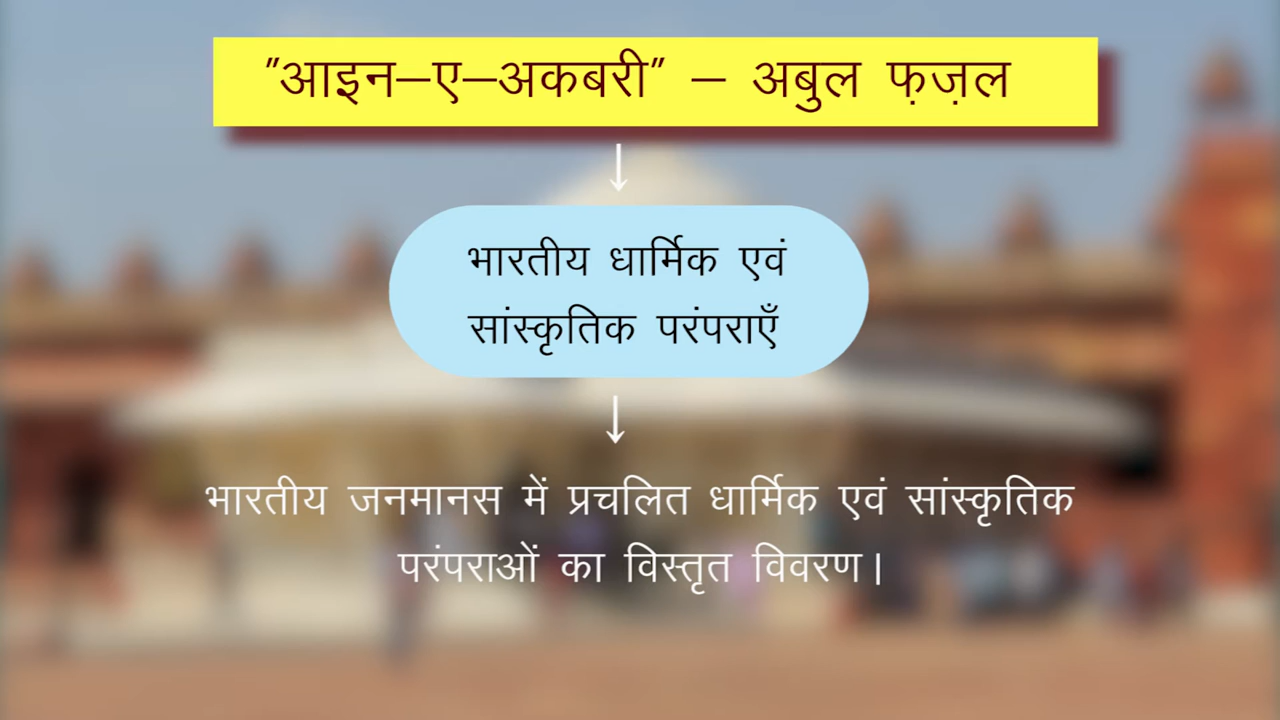 "आइन–ए–अकबरी" – अबुल फ़ज़ल
भारतीय धार्मिक एवं
सांस्कृतिक परंपराएँ
भारतीय जनमानस में प्रचलित धार्मिक एवं सांस्कृतिक
परंपराओं का विस्तृत विवरण।